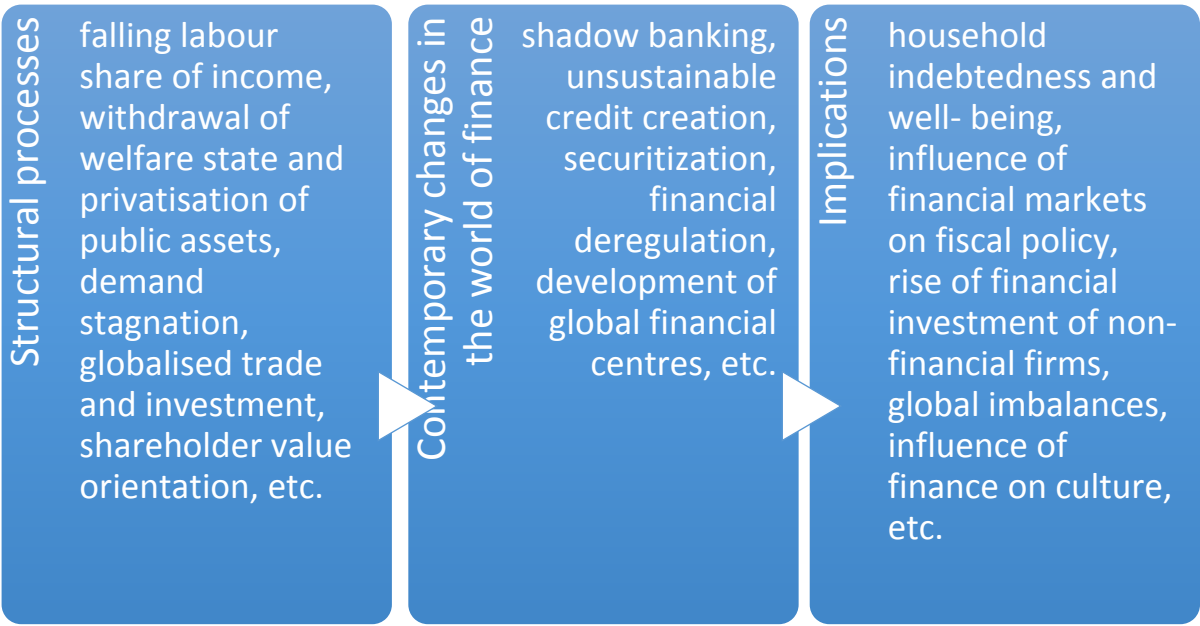 Structural processes
falling labour
share of income,
withdrawal of
welfare state and
privatisation of
public assets,
demand
stagnation,
globalised trade
and investment,
shareholder value
orientation, etc.
Contemporary changes in
the world of finance
shadow banking,
unsustainable
credit creation,
securitization,
financial
deregulation,
development of
global financial
centres, etc.
Implications
household
indebtedness and
well- being,
influence of
financial markets
on fiscal policy,
rise of financial
investment of non-
financial firms,
global imbalances,
influence of
finance on culture,
etc.